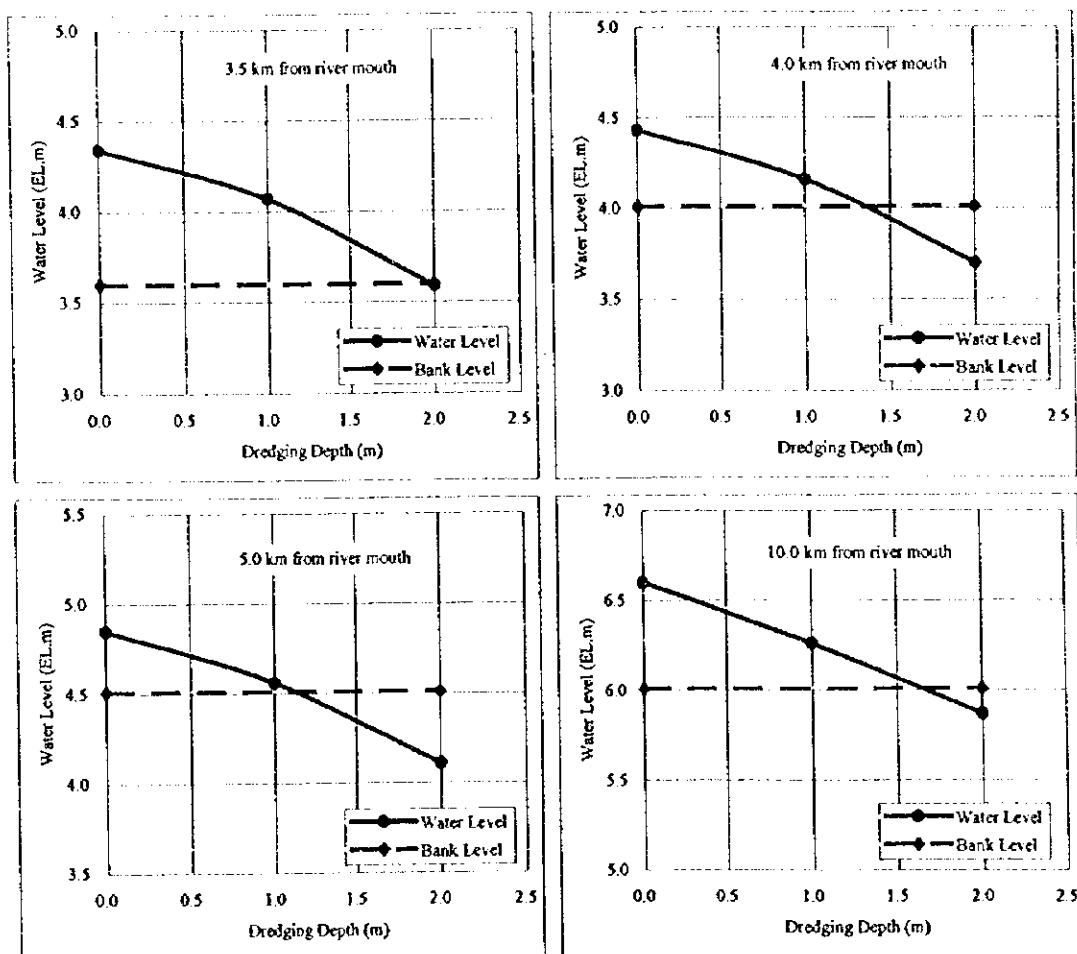 5.0
4.5
4.0
3.5
3.0
Water Level (EL.m)
3.5 km from river mouth
Water Level
Bank Level
0.0 0.5 1.0 1.5 2.0 2.5
Dredging Depth (m)
5.0
4.5
4.0
3.5
3.0
Water Level (EL.m)
4.0 km from river mouth
Water Level
Bank Level
0.0 0.5 1.0 1.5 2.0 2.5
Dredging Depth (m)
5.5
5.0
4.5
4.0
3.5
Water Level (EL.m)
5.0 km from river mouth
Water Level
Bank Level
0.0 0.5 1.0 1.5 2.0 2.5
Dredging Depth (m)
7.0
6.5
6.0
5.5
5.0
Water Level (EL.m)
10.0 km from river mouth
Water Level
Bank Level
0.0 0.5 1.0 1.5 2.0 2.5
Dredging Depth (m)